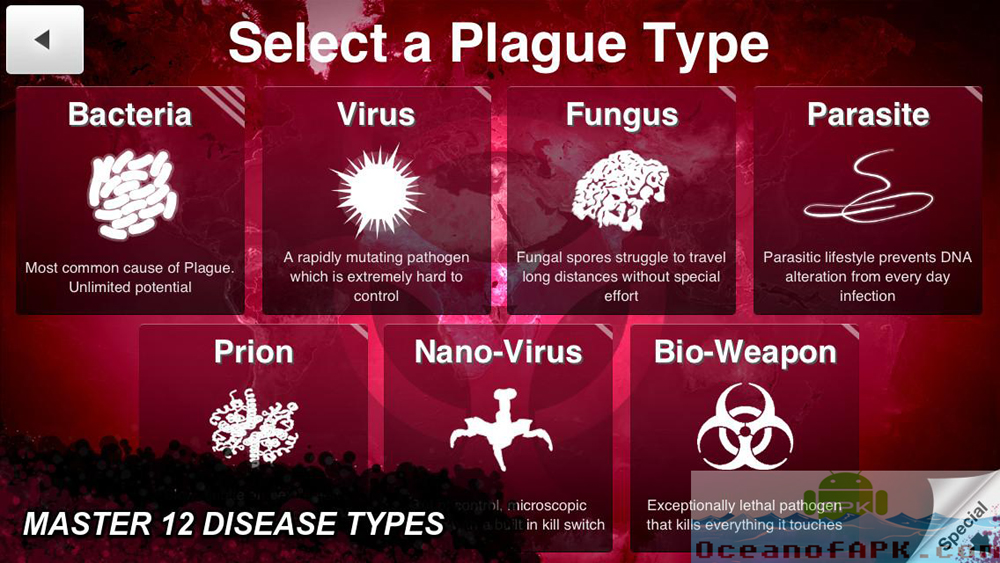 Select a Plague Type
Bacteria
Most common cause of Plague.
Unlimited potential
Virus
A rapidly mutating pathogen
which is extremely hard to
control
Fungus
Fungal spores struggle to travel
long distances without special
effort
Parasite
Parasitic lifestyle prevents DNA
alteration from every day
infection
Prion
Nano-Virus
control, microscopic
built in kill switch
Bio-Weapon
Exceptionally lethal pathogen
that kills everything it touches
MASTER 12 DISEASE TYPES
Special
APK
OceanofAPK.com